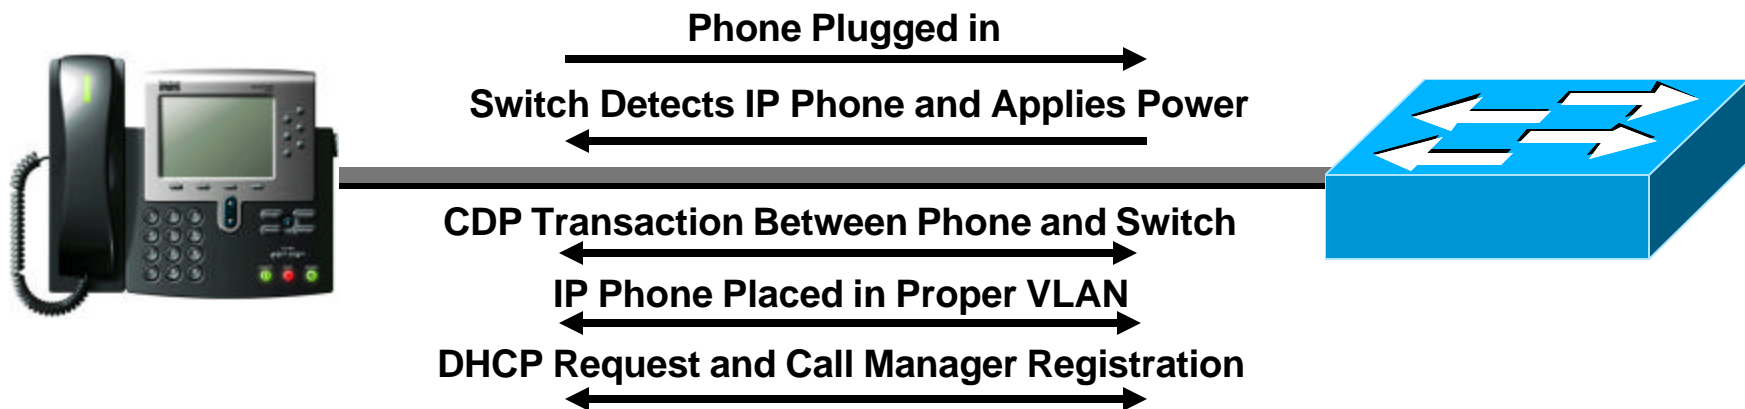 Phone Plugged in
Switch Detects IP Phone and Applies Power
CDP Transaction Between Phone and Switch
IP Phone Placed in Proper VLAN
DHCP Request and Call Manager Registration